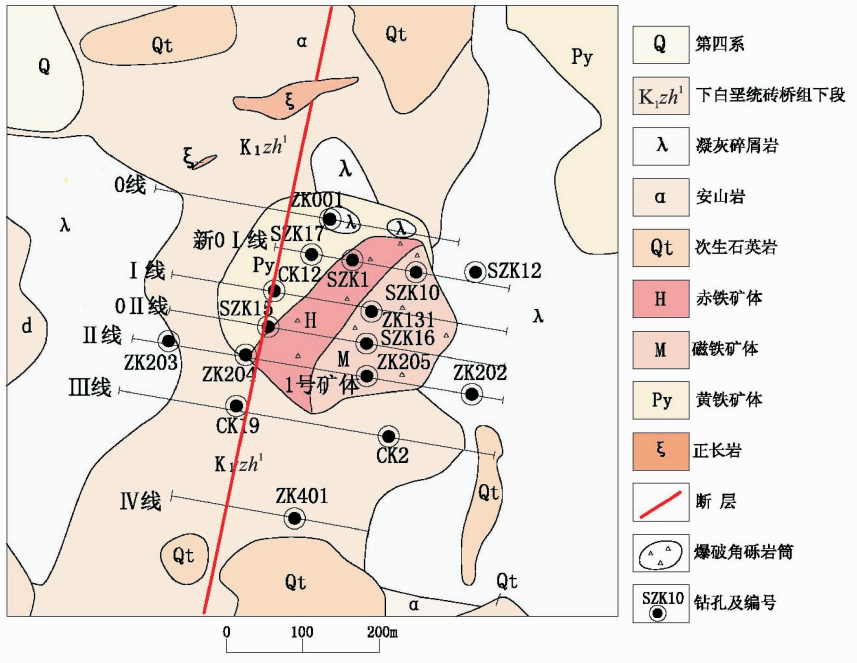 Qt
α
Qt
Py
Q
ξ
K₁zh¹
ξ
λ
0线
ZK001
λ
λ
λ
新0Ⅰ线
SZK17
Py
Ⅰ线
CK12
SZK1
SZK10
SZK12
0Ⅱ线
SZK15
H
ZK131
λ
d
Ⅱ线
SZK16
ZK203
ZK204
M
ZK205
1号矿体
ZK202
Ⅲ线
CK19
CK2
K₁zh¹
Ⅳ线
ZK401
Qt
Qt
Qt
Qt
α
0 100 200m
Q 第四系
K₁zh¹ 下白垩统砖桥组下段
λ 凝灰碎屑岩
α 安山岩
Qt 次生石英岩
H 赤铁矿体
M 磁铁矿体
Py 黄铁矿体
ξ 正长岩
断层
爆破角砾岩筒
SZK10 钻孔及编号